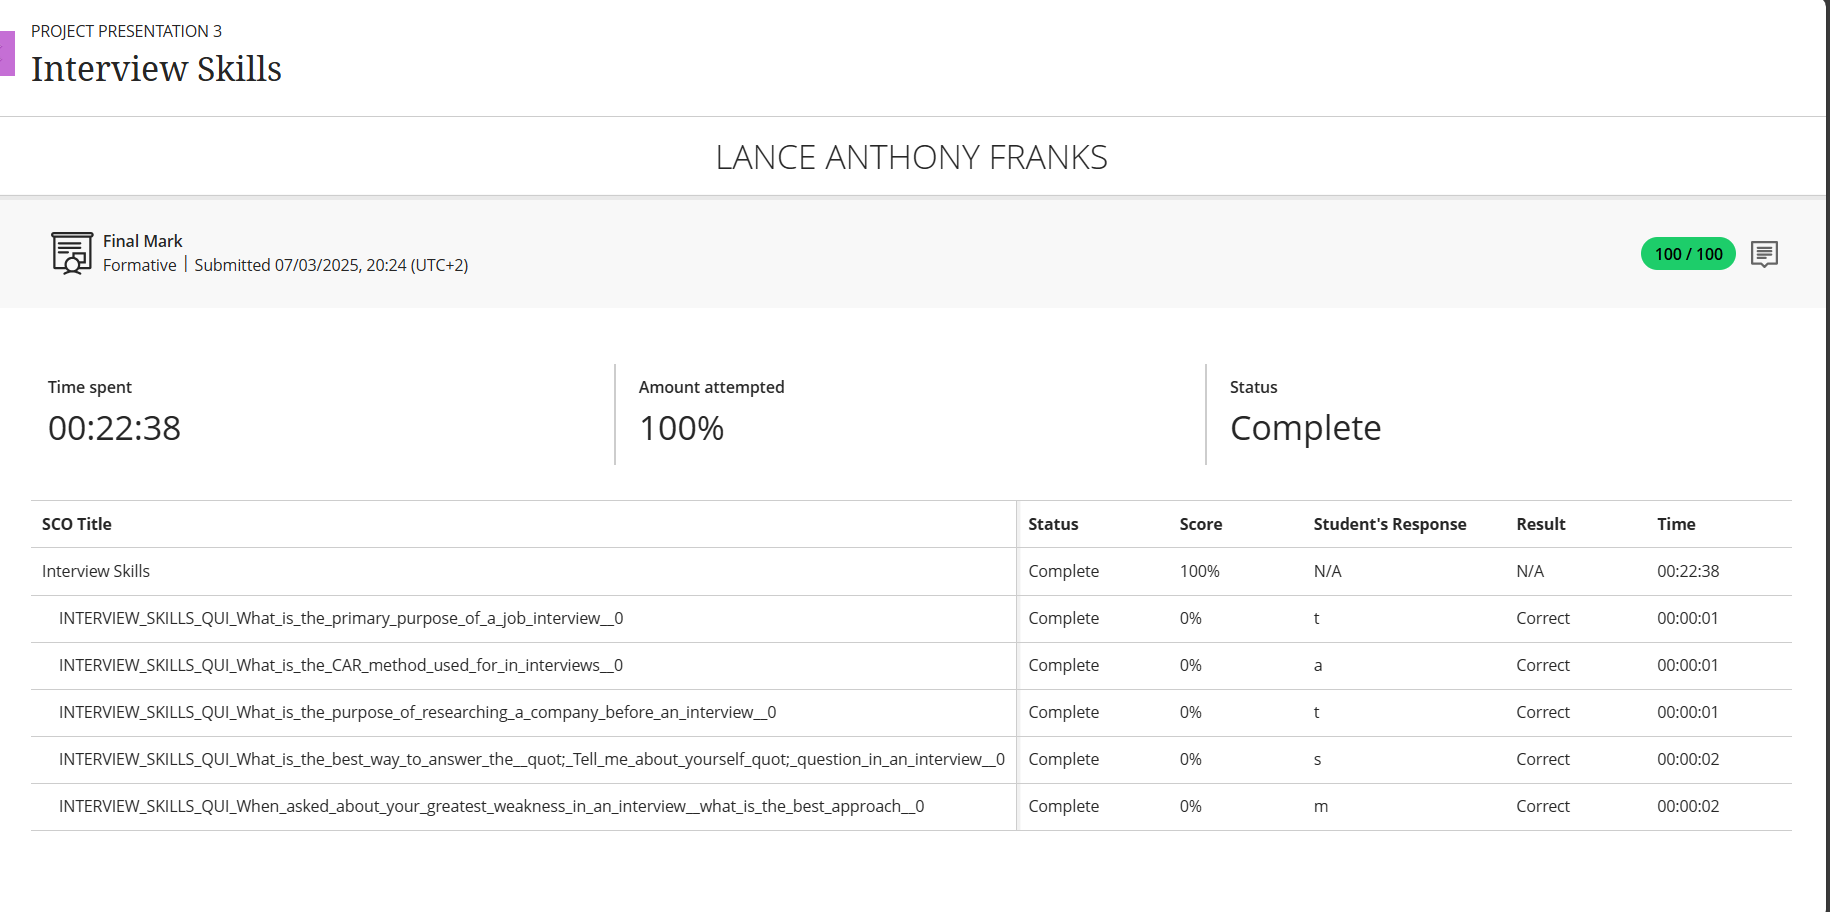 PROJECT PRESENTATION 3
Interview Skills
LANCE ANTHONY FRANKS
Final Mark
Formative | Submitted 07/03/2025, 20:24 (UTC+2)
100 / 100
Time spent
00:22:38
Amount attempted
100%
Status
Complete
SCO Title Status Score Student's Response Result Time
Interview Skills Complete 100% N/A N/A 00:22:38
INTERVIEW_SKILLS_QUI_What_is_the_primary_purpose_of_a_job_interview__0 Complete 0% t Correct 00:00:01
INTERVIEW_SKILLS_QUI_What_is_the_CAR_method_used_for_in_interviews__0 Complete 0% a Correct 00:00:01
INTERVIEW_SKILLS_QUI_What_is_the_purpose_of_researching_a_company_before_an_interview__0 Complete 0% t Correct 00:00:01
INTERVIEW_SKILLS_QUI_What_is_the_best_way_to_answer_the__quot;_Tell_me_about_yourself_quot;_question_in_an_interview__0 Complete 0% s Correct 00:00:02
INTERVIEW_SKILLS_QUI_When_asked_about_your_greatest_weakness_in_an_interview__what_is_the_best_approach__0 Complete 0% m Correct 00:00:02